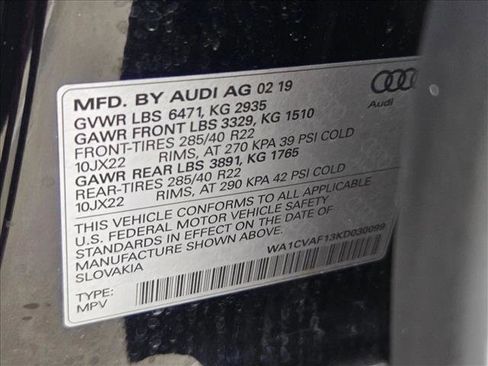 MFD. BY AUDI AG 02 19
GVWR LBS 6471, KG 2935
GAWR FRONT LBS 3329, KG 1510
FRONT-TIRES 285/40 R22
10JX22 RIMS, AT 270 KPA 39 PSI COLD
GAWR REAR LBS 3891, KG 1765
REAR-TIRES 285/40 R22
10JX22 RIMS, AT 290 KPA 42 PSI COLD
THIS VEHICLE CONFORMS TO ALL APPLICABLE
U.S. FEDERAL MOTOR VEHICLE SAFETY
STANDARDS IN EFFECT ON THE DATE OF
MANUFACTURE SHOWN ABOVE.
SLOVAKIA
WA1CVAF13KD030099
TYPE:
MPV
Audi